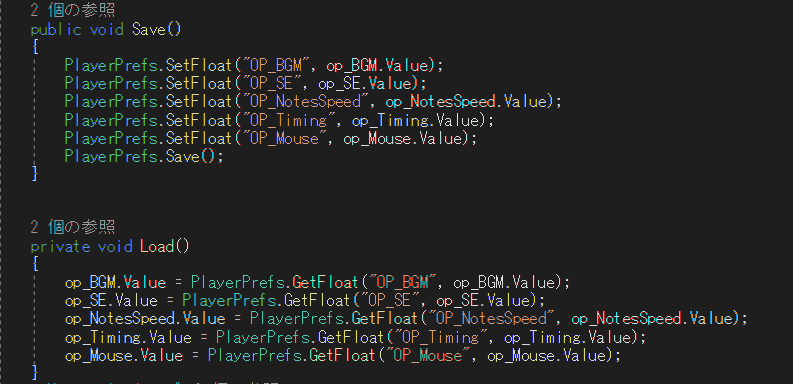 2 個の参照
public void Save()
{
PlayerPrefs.SetFloat("OP_BGM", op_BGM.Value);
PlayerPrefs.SetFloat("OP_SE", op_SE.Value);
PlayerPrefs.SetFloat("OP_NotesSpeed", op_NotesSpeed.Value);
PlayerPrefs.SetFloat("OP_Timing", op_Timing.Value);
PlayerPrefs.SetFloat("OP_Mouse", op_Mouse.Value);
PlayerPrefs.Save();
}
2 個の参照
private void Load()
{
op_BGM.Value = PlayerPrefs.GetFloat("OP_BGM", op_BGM.Value);
op_SE.Value = PlayerPrefs.GetFloat("OP_SE", op_SE.Value);
op_NotesSpeed.Value = PlayerPrefs.GetFloat("OP_NotesSpeed", op_NotesSpeed.Value);
op_Timing.Value = PlayerPrefs.GetFloat("OP_Timing", op_Timing.Value);
op_Mouse.Value = PlayerPrefs.GetFloat("OP_Mouse", op_Mouse.Value);
}